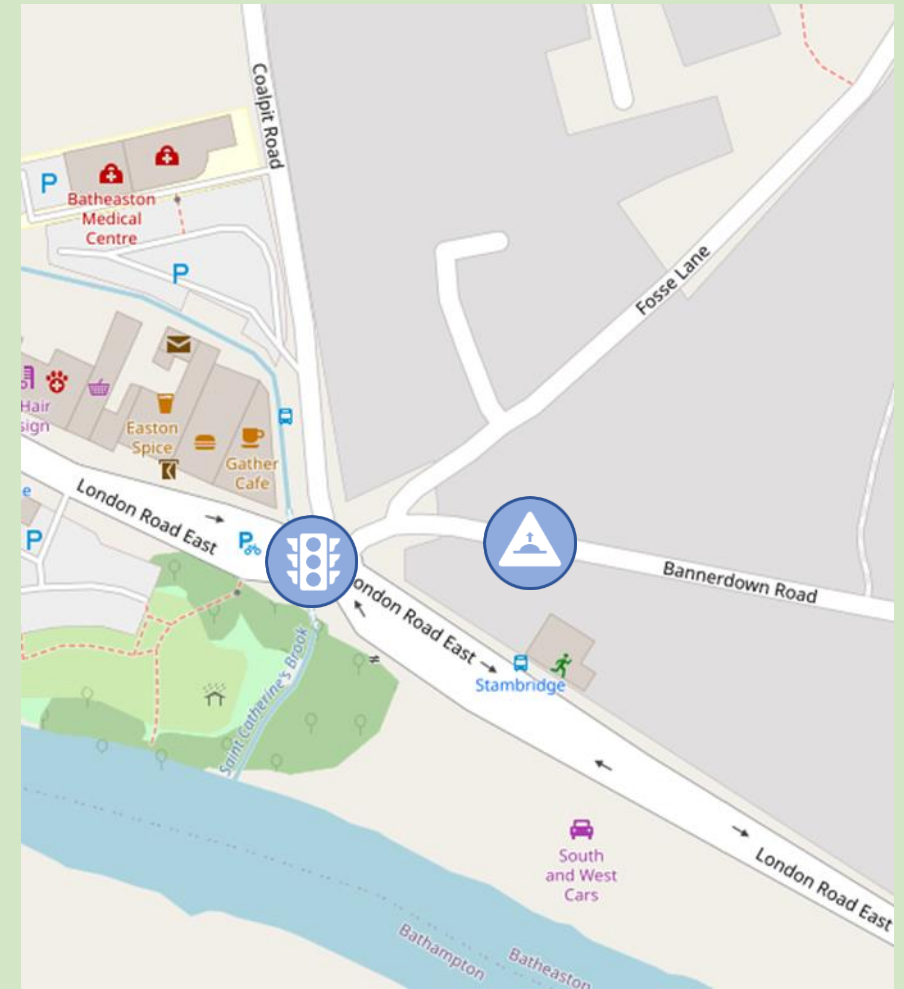 Coalpit Road
P
Batheaston
Medical
Centre
P
Fosse Lane
Hair
sign
Easton
Spice
Gather
Cafe
London Road East
P
e
P
London Road East
Bannerdown Road
Stambridge
Saint Catherine's Brook
South
and West
Cars
London Road East
Bathampton
Batheaston